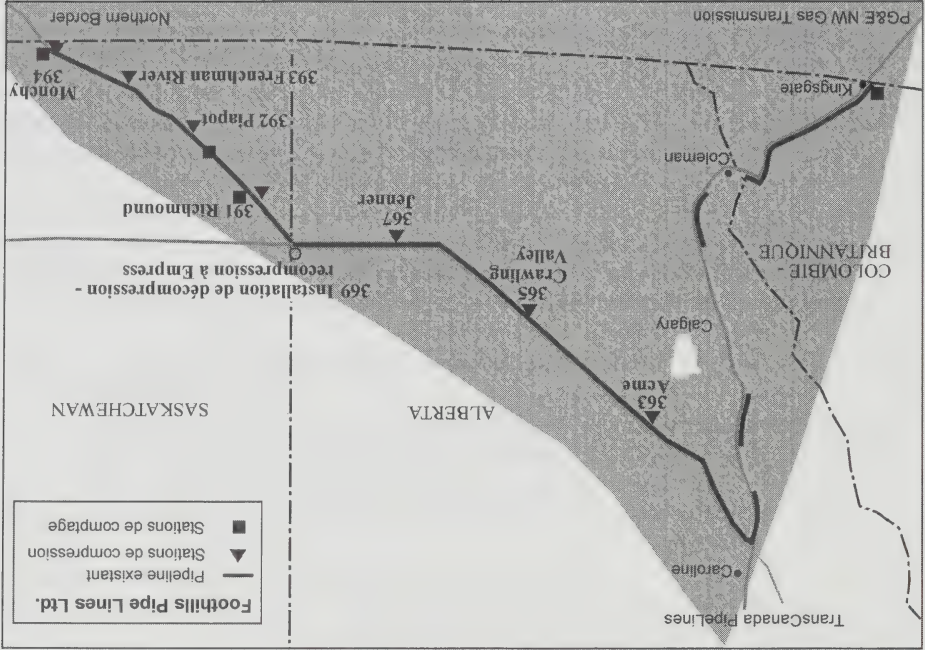 TransCanada PipeLines
Caroline
Foothills Pipe Lines Ltd.
Pipeline existant
Stations de compression
Stations de comptage
ALBERTA
SASKATCHEWAN
363
Acme
Calgary
365
Crawling
Valley
369 Installation de décompression -
recompression à Empress
COLOMBIE -
BRITANNIQUE
367
Jenner
391 Richmound
Coleman
392 Piapot
Kingsgate
393 Frenchman River
Monchy
394
PG&E NW Gas Transmission
Northern Border